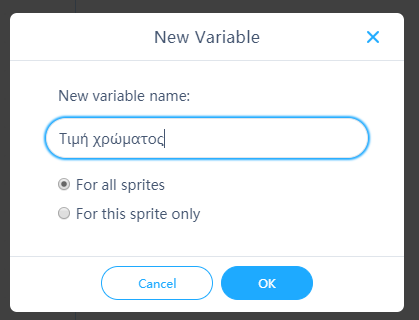 New Variable
New variable name:
Τιμή χρώματος
For all sprites
For this sprite only
Cancel
OK